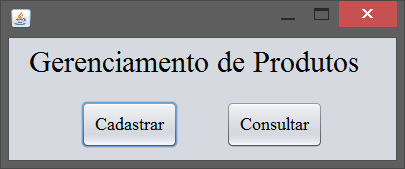 Gerenciamento de Produtos
Cadastrar Consultar